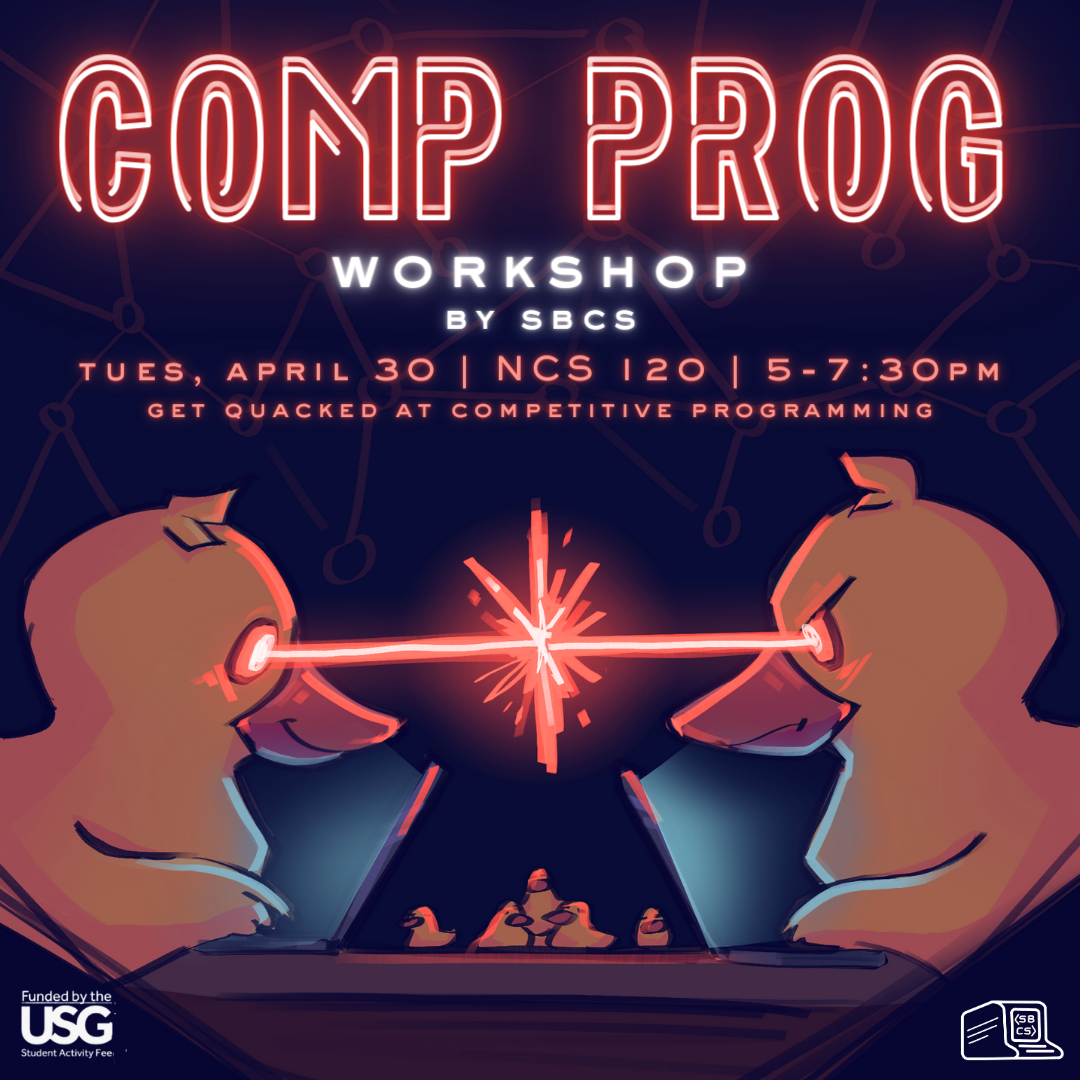 COMP PROG
WORKSHOP
BY SBCS
TUES, APRIL 30 | NCS 120 | 5-7:30PM
GET QUACKED AT COMPETITIVE PROGRAMMING
Funded by the
USG
Student Activity Fee
<SB
CS>